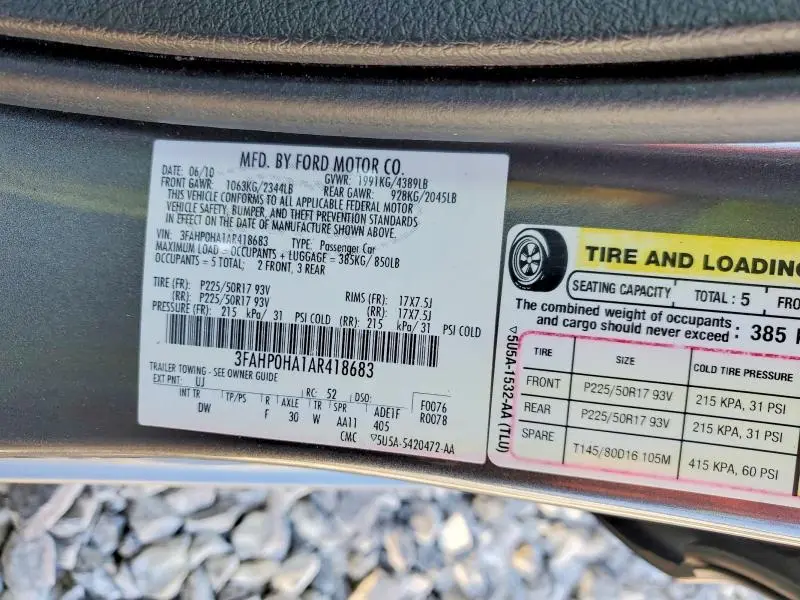 MFD. BY FORD MOTOR CO.
DATE: 06/10 GVWR: 1991KG/4389LB
FRONT GAWR: 1063KG/2344LB REAR GAWR: 928KG/2045LB
THIS VEHICLE CONFORMS TO ALL APPLICABLE FEDERAL MOTOR
VEHICLE SAFETY, BUMPER, AND THEFT PREVENTION STANDARDS
IN EFFECT ON THE DATE OF MANUFACTURE SHOWN ABOVE.
VIN: 3FAHP0HA1AR418683 TYPE: Passenger Car
MAXIMUM LOAD = OCCUPANTS + LUGGAGE = 385KG/ 850LB
OCCUPANTS = 5 TOTAL; 2 FRONT, 3 REAR
TIRE (FR): P225/50R17 93V RIMS (FR): 17X7.5J
(RR): P225/50R17 93V (RR): 17X7.5J
PRESSURE (FR): 215 kPa/ 31 PSI COLD (RR): 215 kPa/ 31 PSI COLD
3FAHP0HA1AR418683
TRAILER TOWING - SEE OWNER GUIDE
EXT PNT: UJ RC: 52 DSO: F0076
INT TR TP/PS R AXLE TR SPR ADE1F R0078
DW F 30 W AA11 405
CMC ▽5U5A-5420472-AA
TIRE AND LOADING
SEATING CAPACITY TOTAL : 5 FRO
The combined weight of occupants
and cargo should never exceed : 385
TIRE SIZE COLD TIRE PRESSURE
FRONT P225/50R17 93V 215 KPA, 31 PSI
REAR P225/50R17 93V 215 KPA, 31 PSI
SPARE T145/80D16 105M 415 KPA, 60 PSI
▽5U5A-1532-AA (TLU)